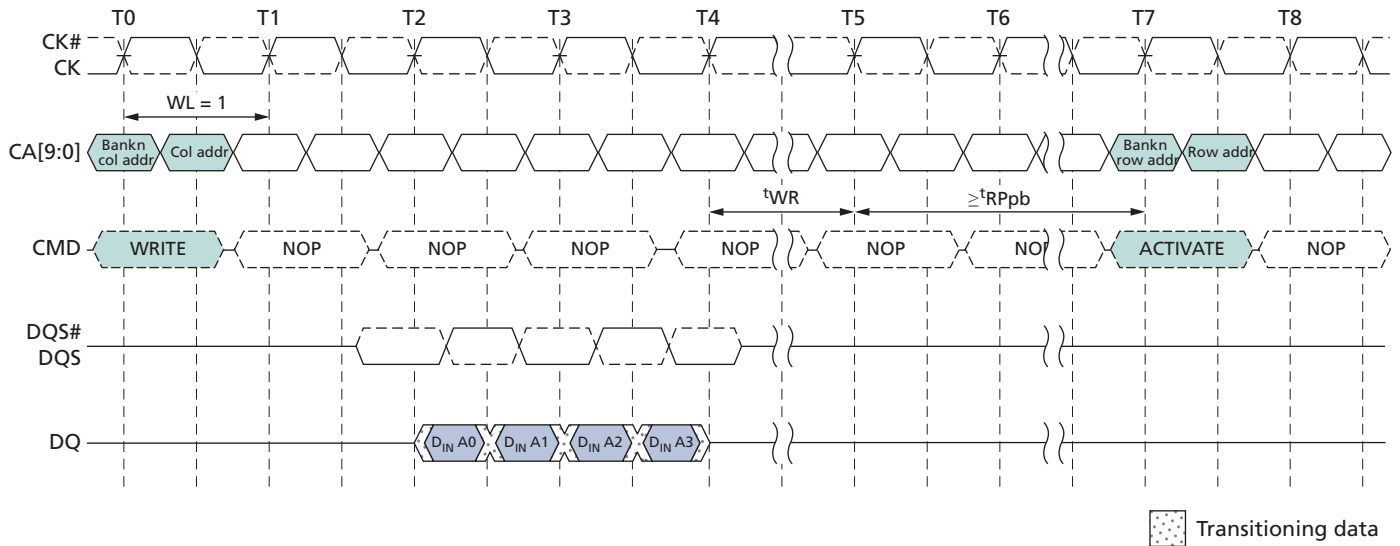 T0 T1 T2 T3 T4 T5 T6 T7 T8
CK#
CK
WL = 1
CA[9:0] Bankn col addr Col addr Bankn row addr Row addr
tWR ≥tRPpb
CMD WRITE NOP NOP NOP NOP NOP NOP ACTIVATE NOP
DQS#
DQS
DQ DIN A0 DIN A1 DIN A2 DIN A3
Transitioning data